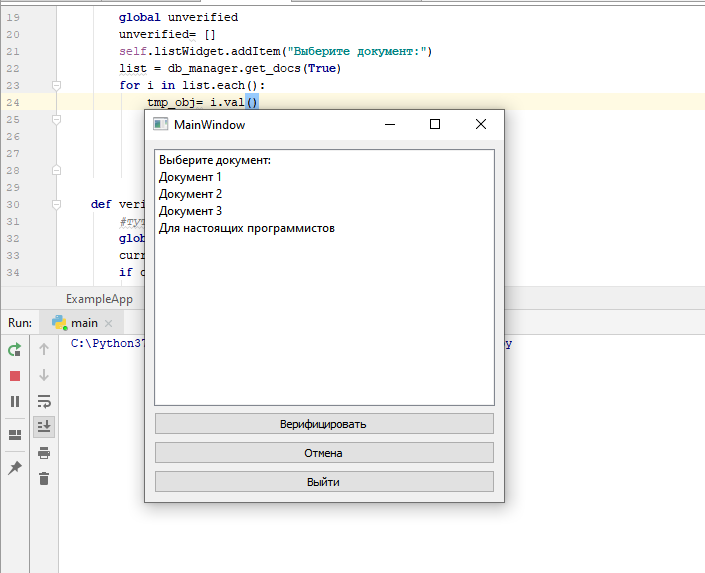 19 global unverified
20 unverified= []
21 self.listWidget.addItem("Выберите документ:")
22 list = db_manager.get_docs(True)
23 for i in list.each():
24 tmp_obj= i.val()
25
26
27
28
29
30 def veri
31 #тут
32 glob
33 curr
34 if c
MainWindow
Выберите документ:
Документ 1
Документ 2
Документ 3
Для настоящих программистов
Верифицировать
Отмена
Выйти
ExampleApp
Run: main
C:\Python37